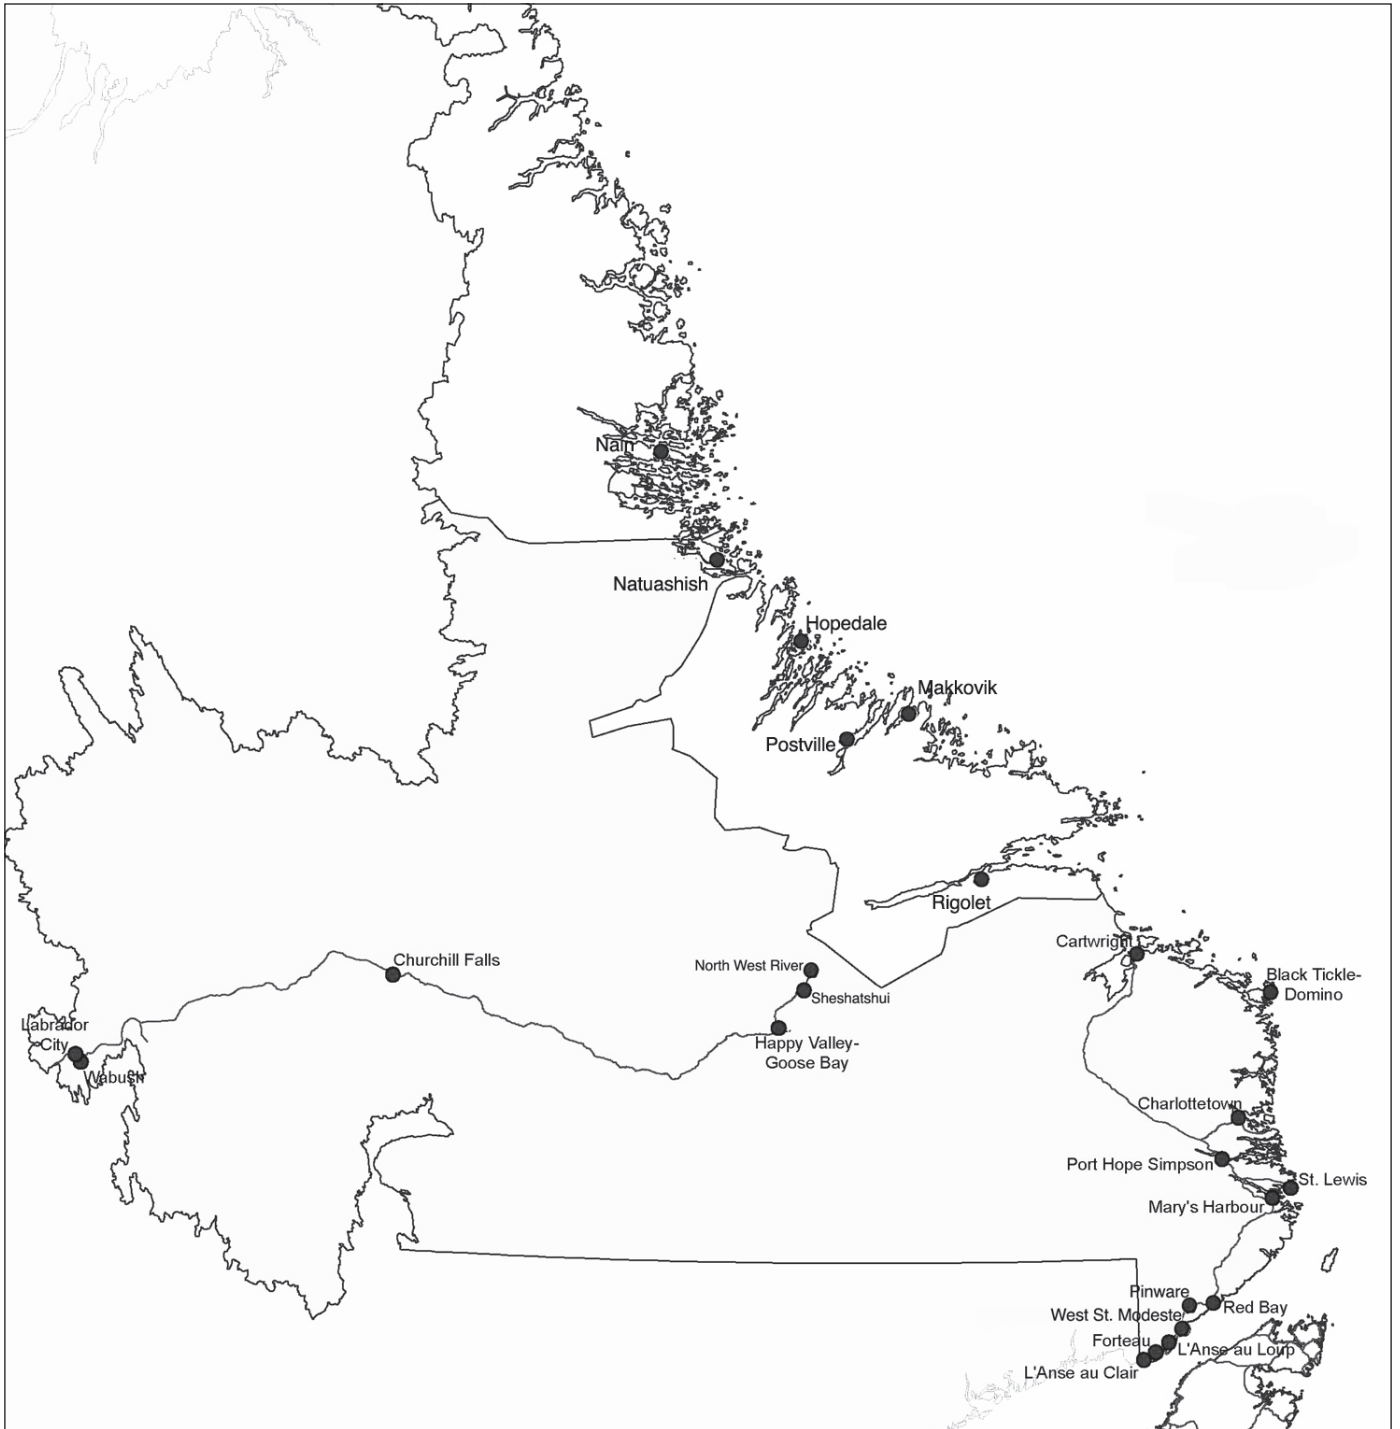 Nain
Natuashish
Hopedale
Makkovik
Postville
Rigolet
Cartwright
Churchill Falls
North West River
Black Tickle-
Domino
Sheshatshui
Labrador
City
Happy Valley-
Goose Bay
Wabush
Charlottetown
Port Hope Simpson
St. Lewis
Mary's Harbour
Pinware
Red Bay
West St. Modeste
Forteau
L'Anse au Loup
L'Anse au Clair